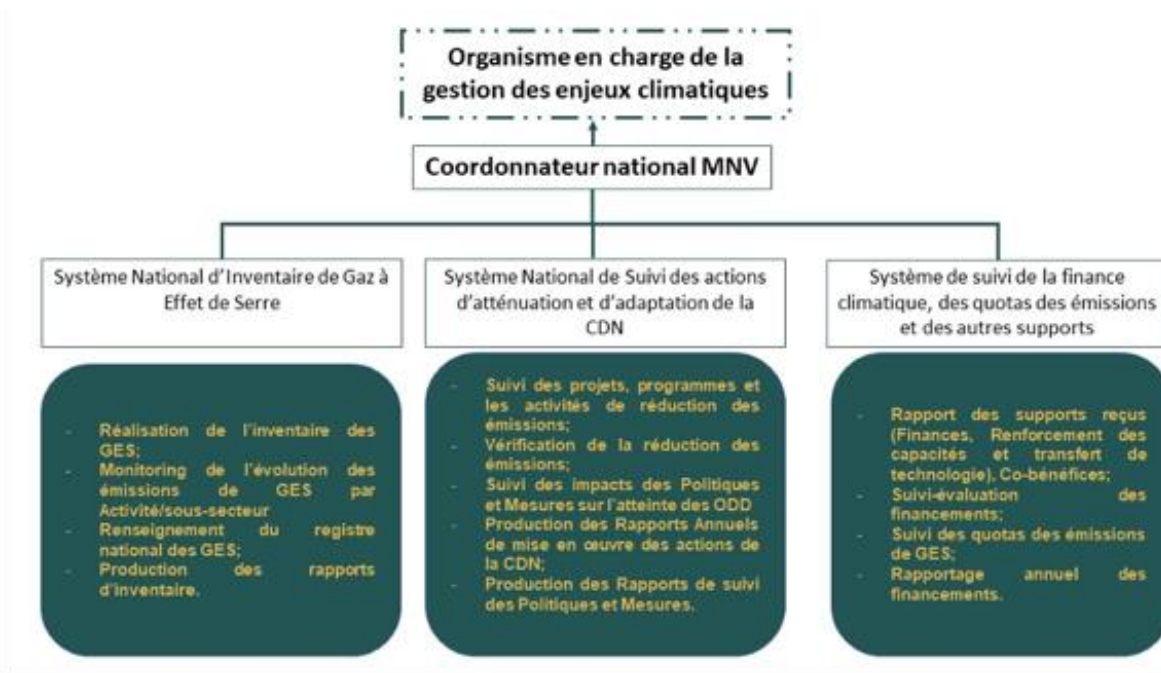 Organisme en charge de la
gestion des enjeux climatiques
Coordonnateur national MNV
Système National d'Inventaire de Gaz à
Effet de Serre
- Réalisation de l'inventaire des
GES;
- Monitoring de l'évolution des
émissions de GES par
Activité/sous-secteur
- Renseignement du registre
national des GES;
- Production des rapports
d'inventaire.
Système National de Suivi des actions
d'atténuation et d'adaptation de la
CDN
- Suivi des projets, programmes et
les activités de réduction des
émissions;
- Vérification de la réduction des
émissions;
- Suivi des impacts des Politiques
et Mesures sur l'atteinte des ODD
- Production des Rapports Annuels
de mise en œuvre des actions de
la CDN;
- Production des Rapports de suivi
des Politiques et Mesures.
Système de suivi de la finance
climatique, des quotas des émissions
et des autres supports
- Rapport des supports reçus
(Finances, Renforcement des
capacités et transfert de
technologie), Co-bénéfices;
- Suivi-évaluation des
financements;
- Suivi des quotas des émissions
de GES;
- Rapportage annuel des
financements.